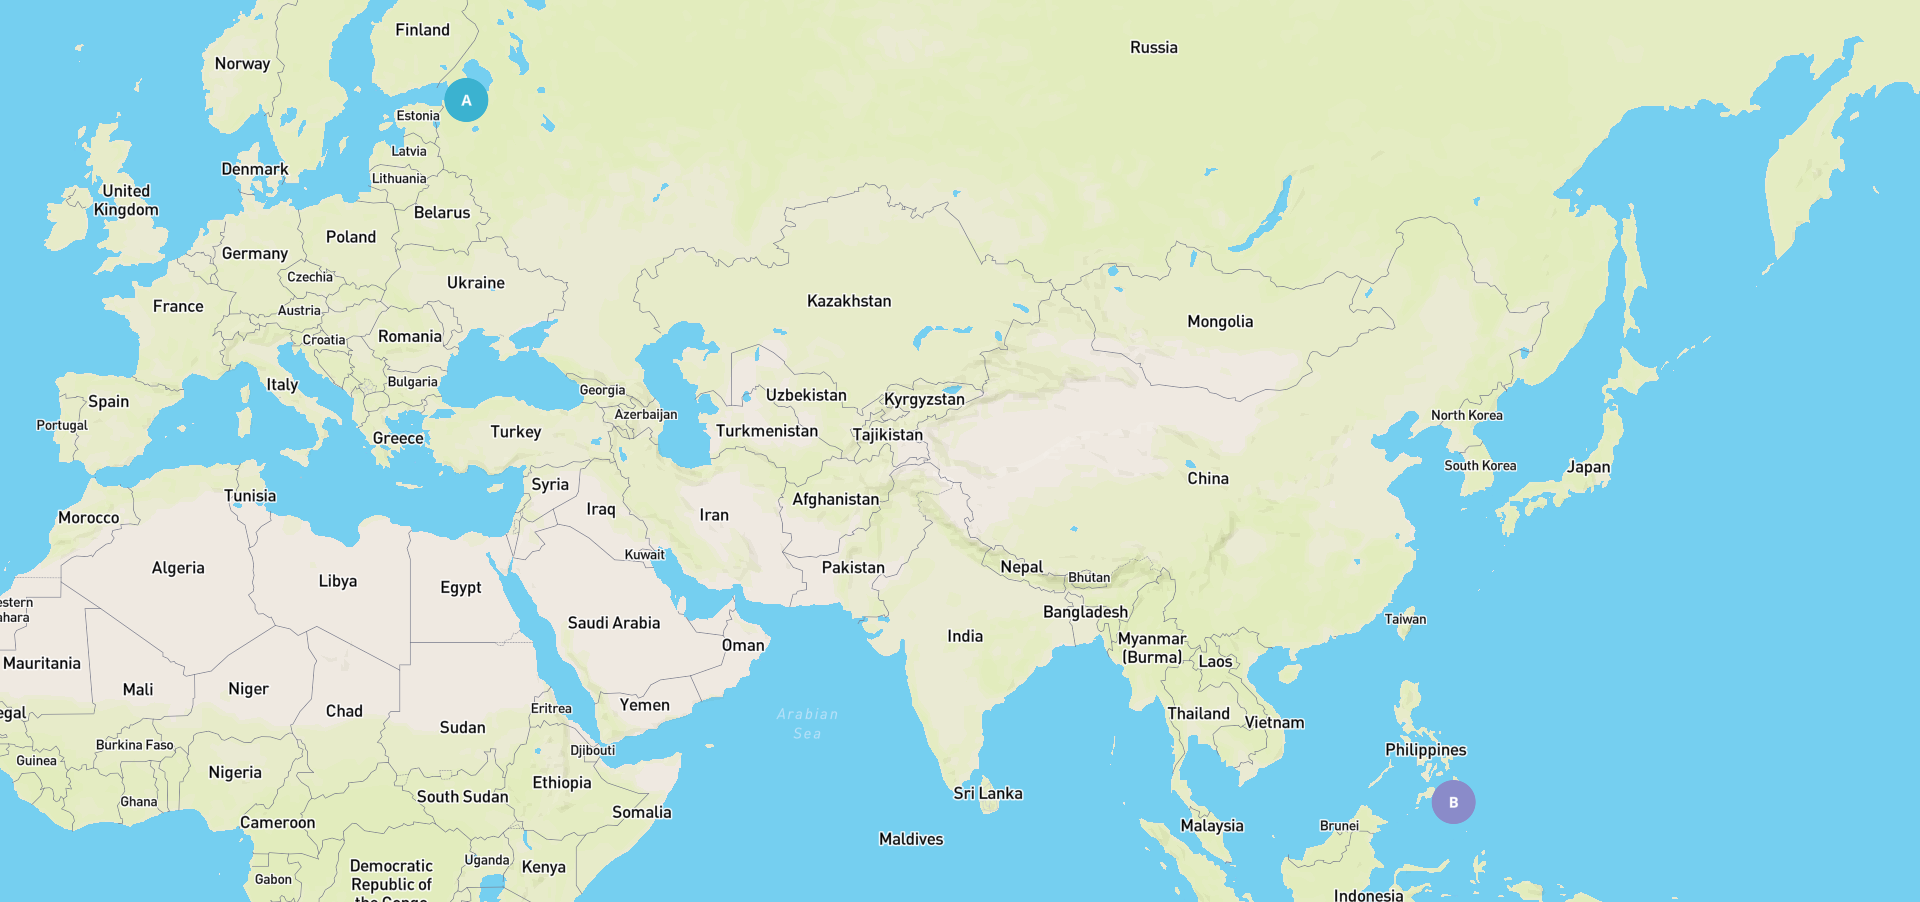 Finland
Russia
Norway
A
Estonia
Latvia
Denmark
Lithuania
United
Kingdom
Belarus
Poland
Germany
Czechia
Ukraine
France
Kazakhstan
Austria
Mongolia
Croatia
Romania
Bulgaria
Italy
Georgia
Spain
Uzbekistan
Kyrgyzstan
Portugal
Azerbaijan
North Korea
Greece
Turkey
Turkmenistan
Tajikistan
South Korea
Japan
China
Syria
Tunisia
Afghanistan
Iraq
Iran
Morocco
Kuwait
Algeria
Libya
Egypt
Pakistan
Nepal
Bhutan
estern
ahara
Bangladesh
Saudi Arabia
Taiwan
India
Oman
Myanmar
(Burma)
Laos
Mauritania
Mali
Niger
Chad
Yemen
Eritrea
egal
Arabian
Sea
Thailand
Vietnam
Sudan
Burkina Faso
Djibouti
Philippines
Guinea
Nigeria
Ethiopia
South Sudan
Sri Lanka
Ghana
B
Somalia
Cameroon
Malaysia
Brunei
Maldives
Uganda
Kenya
Democratic
Republic of
the Congo
Gabon
Indonesia